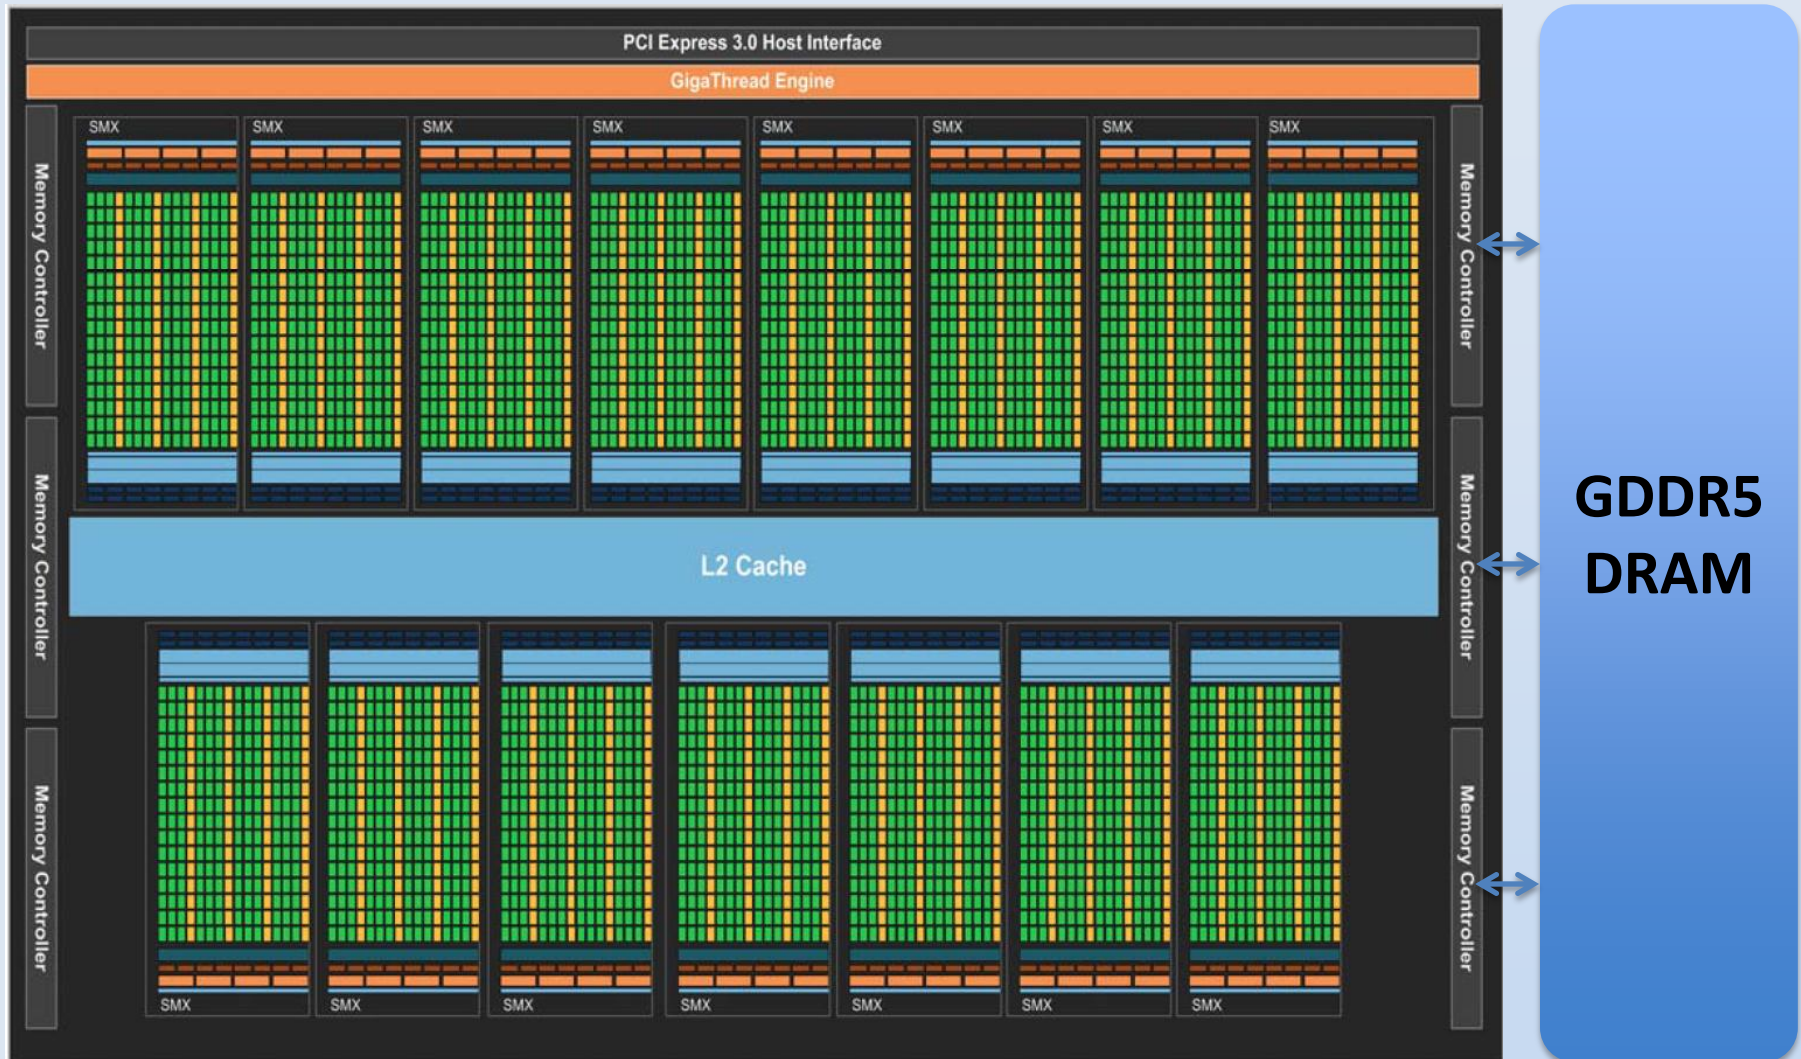 PCI Express 3.0 Host Interface
GigaThread Engine
SMX
SMX
SMX
SMX
SMX
SMX
SMX
SMX
Memory Controller
Memory Controller
Memory Controller
Memory Controller
L2 Cache
GDDR5
DRAM
Memory Controller
Memory Controller
SMX
SMX
SMX
SMX
SMX
SMX
SMX